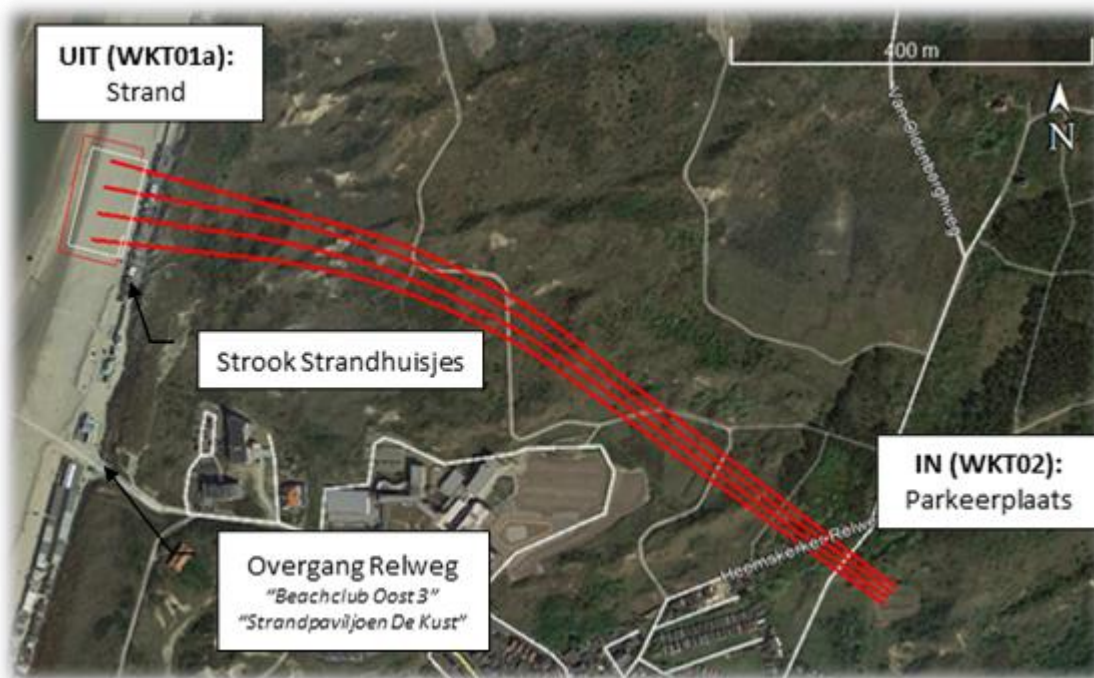 UIT (WKT01a):
Strand
400 m
N
Van Oldenborghweg
Strook Strandhuisjes
IN (WKT02):
Parkeerplaats
Heemskerker Relw
Overgang Relweg
"Beachclub Oost 3"
"Strandpaviljoen De Kust"